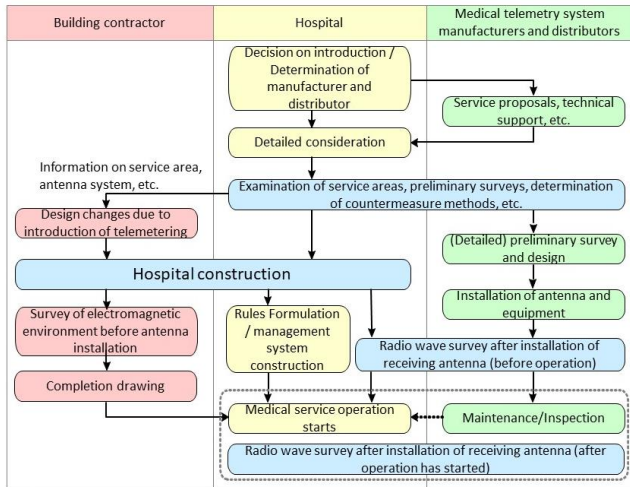 Building contractor
Hospital
Medical telemetry system
manufacturers and distributors
Decision on introduction /
Determination of
manufacturer and
distributor
Service proposals, technical
support, etc.
Detailed consideration
Information on service area,
antenna system, etc.
Examination of service areas, preliminary surveys, determination
of countermeasure methods, etc.
Design changes due to
introduction of telemetering
(Detailed) preliminary survey
and design
Hospital construction
Installation of antenna and
equipment
Survey of electromagnetic
environment before antenna
installation
Rules Formulation
/ management
system
construction
Radio wave survey after installation of
receiving antenna (before operation)
Completion drawing
Medical service operation
starts
Maintenance/Inspection
Radio wave survey after installation of receiving antenna (after
operation has started)